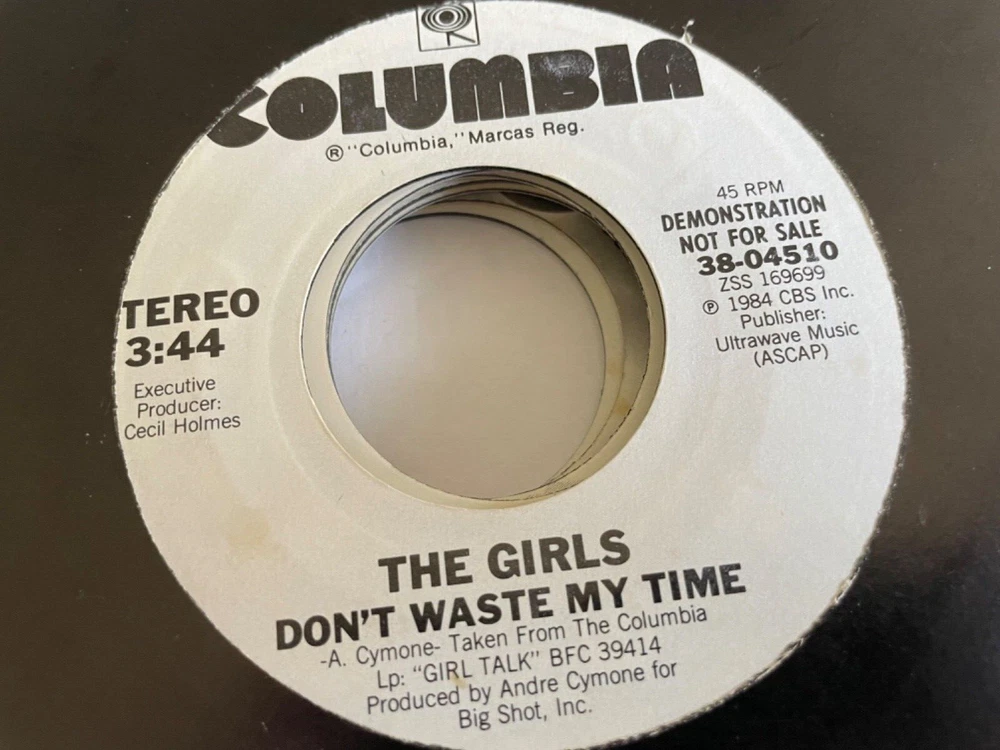 COLUMBIA
® "Columbia," Marcas Reg.
45 RPM
DEMONSTRATION
NOT FOR SALE
38-04510
ZSS 169699
℗ 1984 CBS Inc.
Publisher:
Ultrawave Music
(ASCAP)
TEREO
3:44
Executive
Producer:
Cecil Holmes
THE GIRLS
DON'T WASTE MY TIME
-A. Cymone- Taken From The Columbia
Lp: "GIRL TALK" BFC 39414
Produced by Andre Cymone for
Big Shot, Inc.